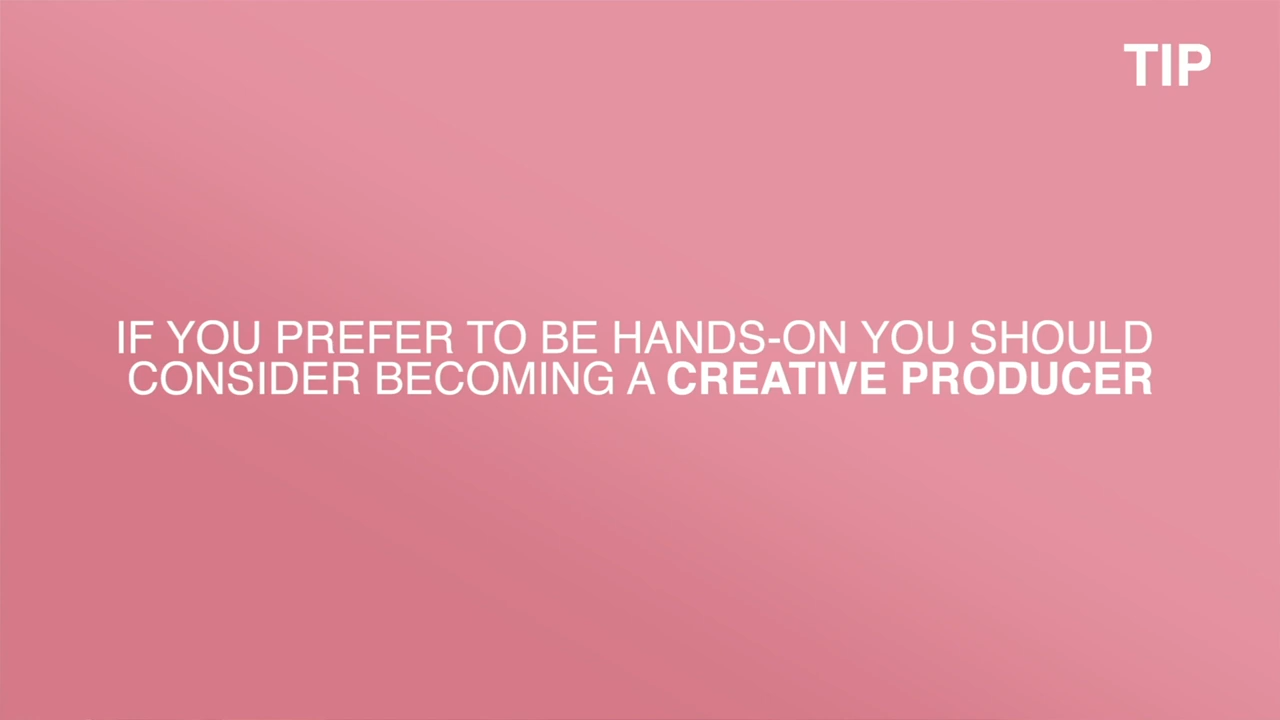 TIP
IF YOU PREFER TO BE HANDS-ON YOU SHOULD
CONSIDER BECOMING A CREATIVE PRODUCER